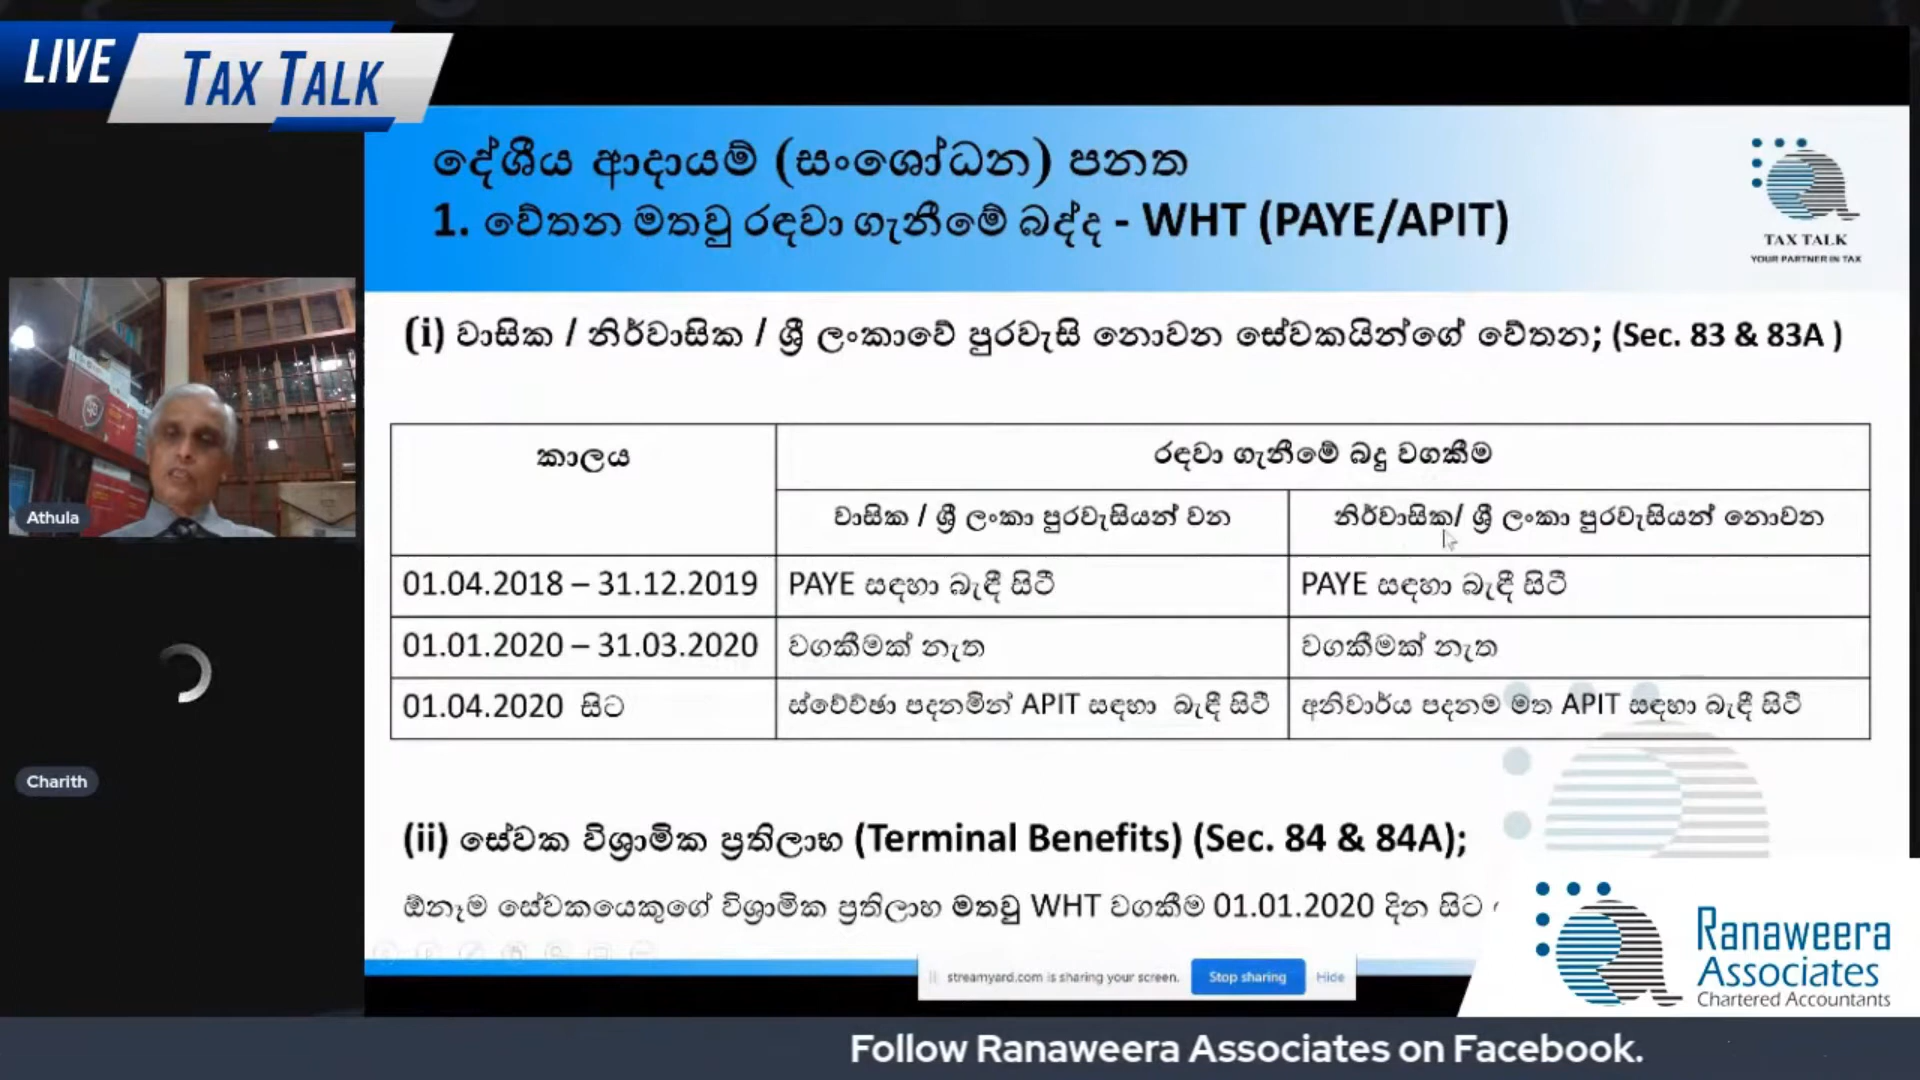 LIVE
TAX TALK
දේශීය ආදායම් (සංශෝධන) පනත
1. වේතන මතවූ රඳවා ගැනීමේ බද්ද - WHT (PAYE/APIT)
TAX TALK
YOUR PARTNER IN TAX
(i) වාසික / නිර්වාසික / ශ්‍රී ලංකාවේ පුරවැසි නොවන සේවකයින්ගේ වේතන; (Sec. 83 & 83A )
කාලය
රඳවා ගැනීමේ බදු වගකීම
වාසික / ශ්‍රී ලංකා පුරවැසියන් වන
නිර්වාසික/ ශ්‍රී ලංකා පුරවැසියන් නොවන
01.04.2018 – 31.12.2019
PAYE සඳහා බැඳී සිටී
PAYE සඳහා බැඳී සිටී
01.01.2020 – 31.03.2020
වගකීමක් නැත
වගකීමක් නැත
01.04.2020 සිට
ස්වේච්ඡා පදනමින් APIT සඳහා බැඳී සිටී
අනිවාර්ය පදනම මත APIT සඳහා බැඳී සිටී
(ii) සේවක විශ්‍රාමික ප්‍රතිලාභ (Terminal Benefits) (Sec. 84 & 84A);
ඕනෑම සේවකයෙකුගේ විශ්‍රාමික ප්‍රතිලාභ මතවූ WHT වගකීම 01.01.2020 දින සිට
Athula
Charith
streamyard.com is sharing your screen.
Stop sharing
Hide
Ranaweera
Associates
Chartered Accountants
Follow Ranaweera Associates on Facebook.